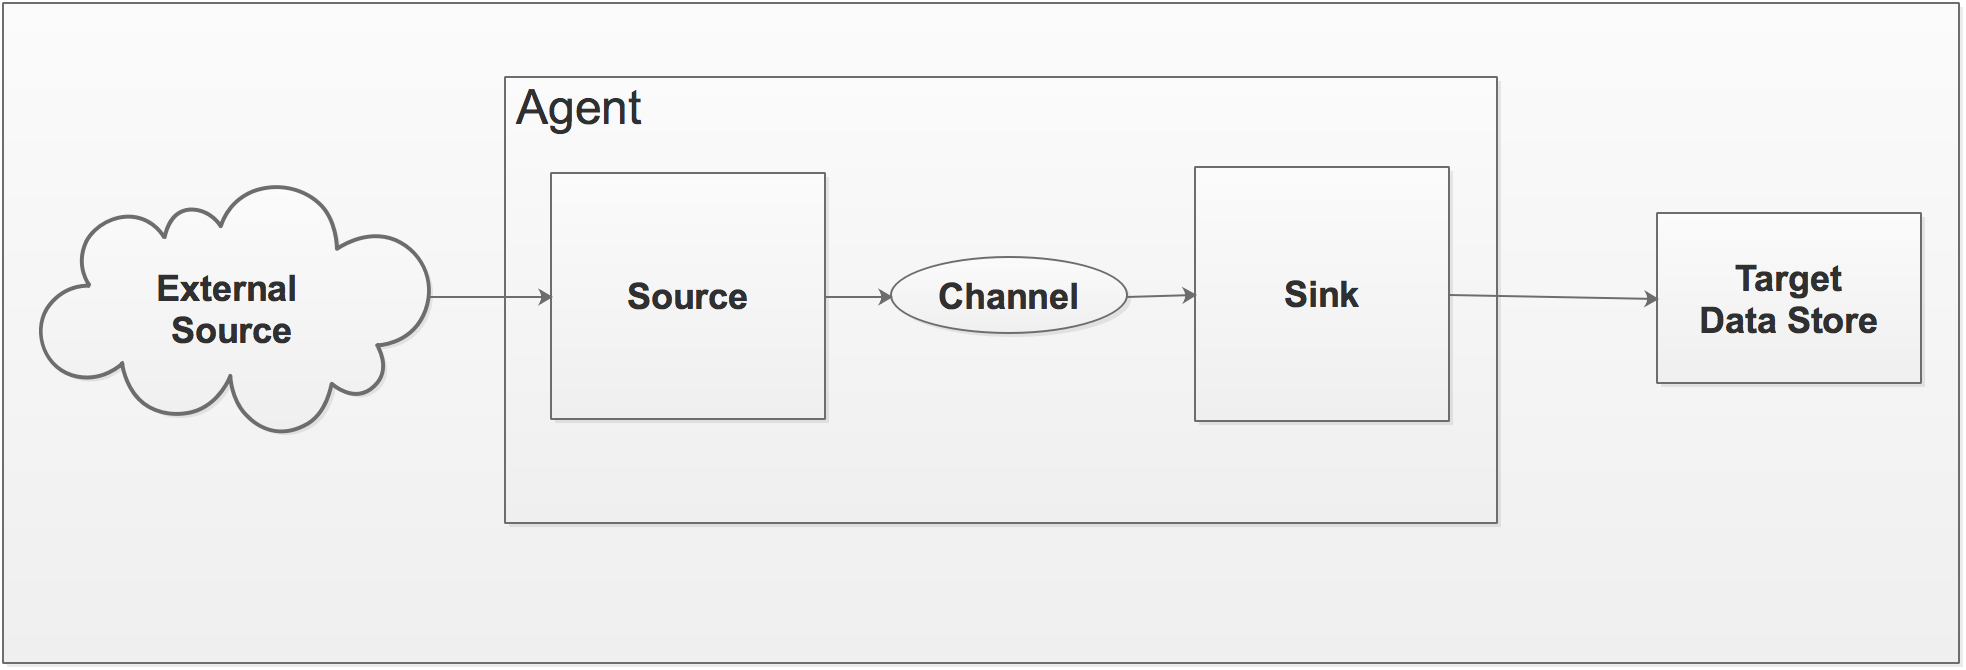 Agent
External
Source
Source
Channel
Sink
Target
Data Store